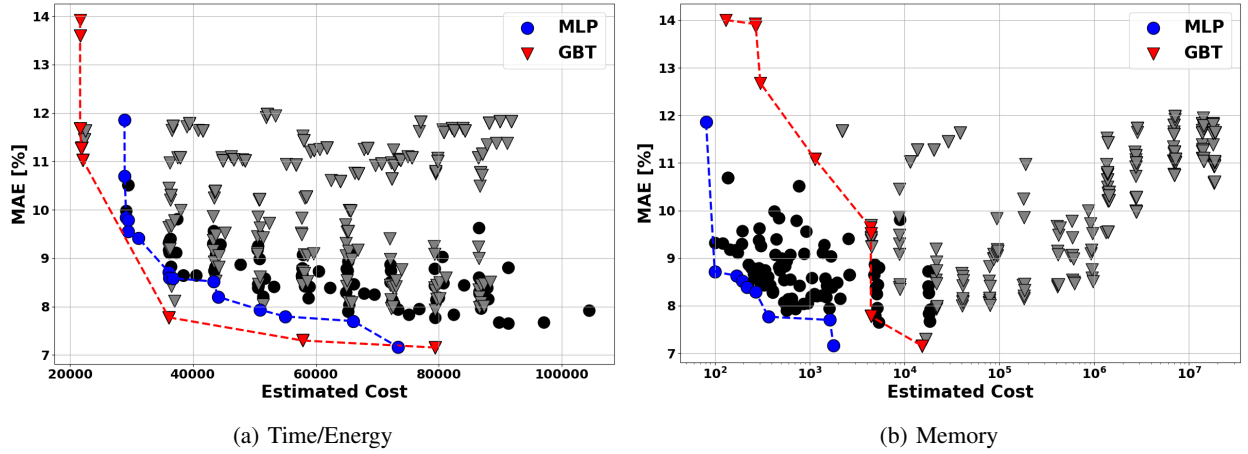 14
13
12
11
10
9
8
7
MAE [%]
MLP
GBT
20000 40000 60000 80000 100000
Estimated Cost
(a) Time/Energy
14
13
12
11
10
9
8
7
MAE [%]
MLP
GBT
10² 10³ 10⁴ 10⁵ 10⁶ 10⁷
Estimated Cost
(b) Memory